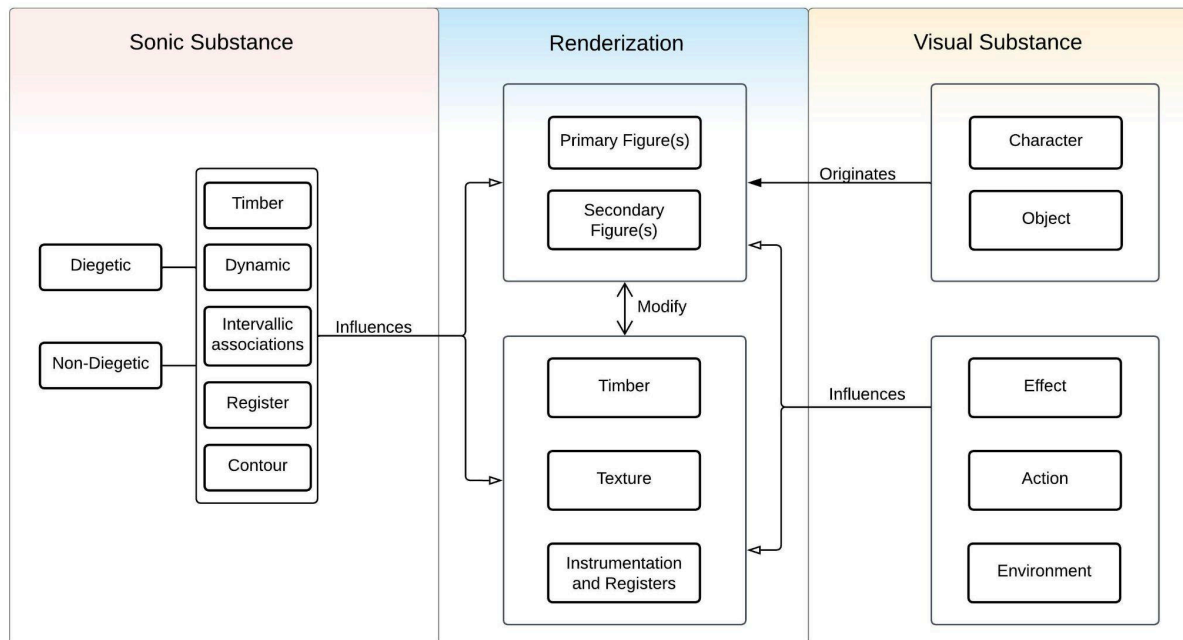 Sonic Substance
Renderization
Visual Substance
Diegetic
Non-Diegetic
Timber
Dynamic
Intervallic
associations
Register
Contour
Influences
Primary Figure(s)
Secondary
Figure(s)
Modify
Timber
Texture
Instrumentation
and Registers
Originates
Influences
Character
Object
Effect
Action
Environment